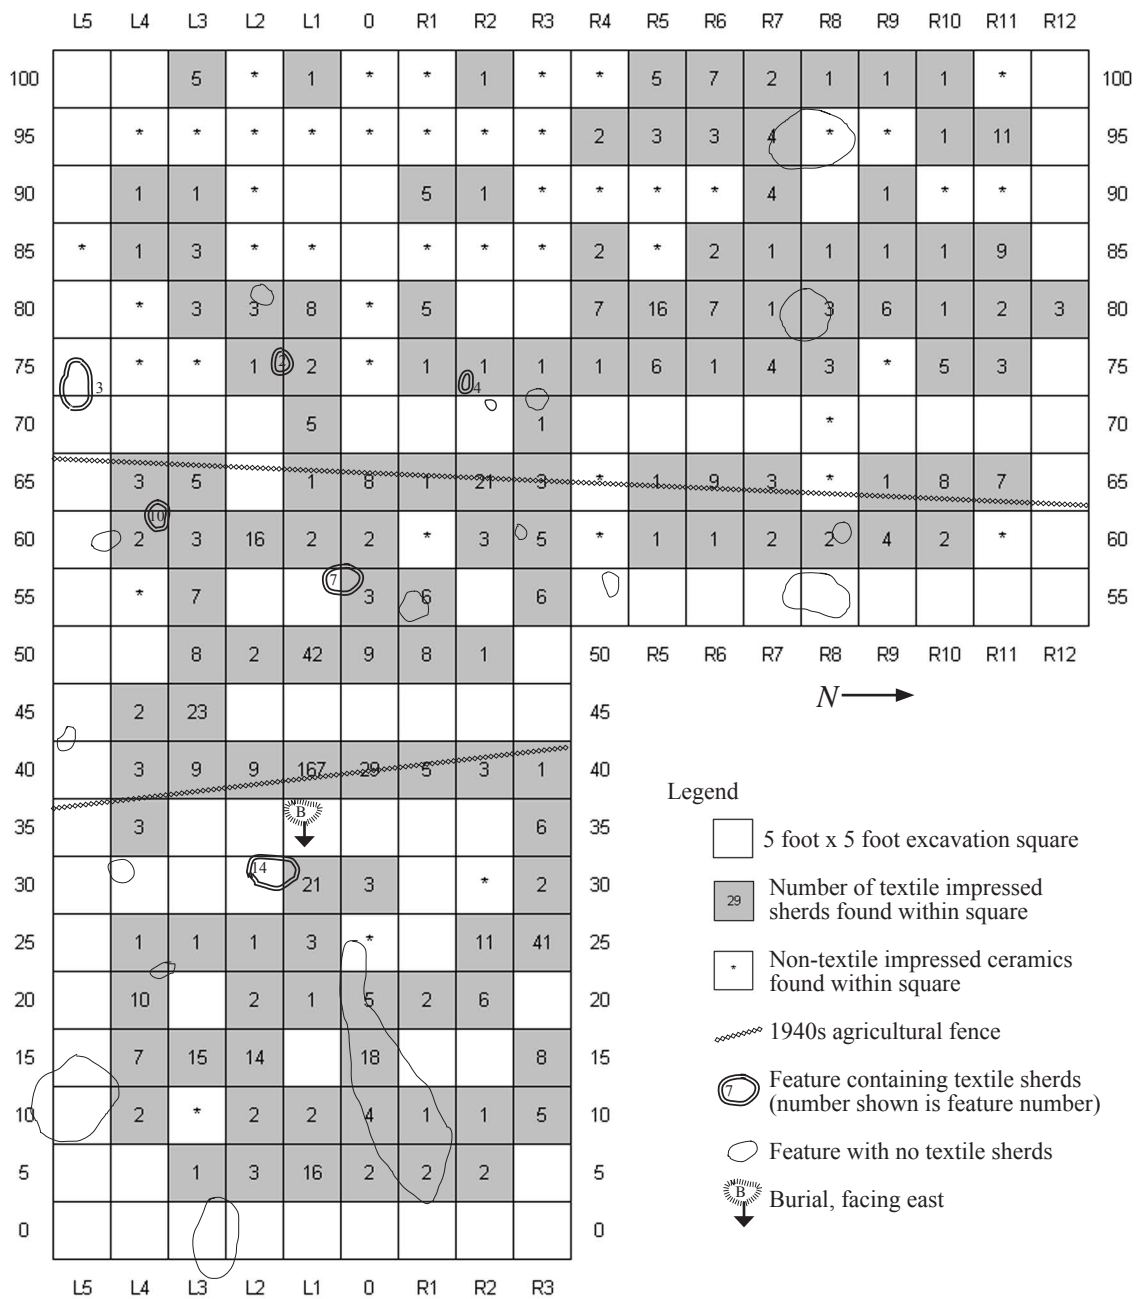 L5 L4 L3 L2 L1 0 R1 R2 R3 R4 R5 R6 R7 R8 R9 R10 R11 R12
100 5 * 1 * * 1 * * 5 7 2 1 1 1 * 100
95 * * * * * * * * 2 3 3 4 * * 1 11 95
90 1 1 * 5 1 * * * * 4 1 * * 90
85 * 1 3 * * * * * 2 * 2 1 1 1 1 9 85
80 * 3 3 8 * 5 7 16 7 1 3 6 1 2 3 80
75 * * 1 2 2 * 1 1 1 1 6 1 4 3 * 5 3 75
3 4
70 5 1 * 70
65 3 5 1 8 1 21 3 * 1 9 3 * 1 8 7 65
10
60 2 3 16 2 2 * 3 5 * 1 1 2 2 4 2 * 60
7
55 * 7 3 6 6 55
50 8 2 42 9 8 1 50 R5 R6 R7 R8 R9 R10 R11 R12
45 2 23 45
N
40 3 9 9 167 29 5 3 1 40
35 3 B 6 35
30 14 21 3 * 2 30
25 1 1 1 3 * 11 41 25
20 10 2 1 5 2 6 20
15 7 15 14 18 8 15
10 2 * 2 2 4 1 1 5 10
5 1 3 16 2 2 2 5
0 0
L5 L4 L3 L2 L1 0 R1 R2 R3
Legend
5 foot x 5 foot excavation square
29
Number of textile impressed
sherds found within square
*
Non-textile impressed ceramics
found within square
1940s agricultural fence
7
Feature containing textile sherds
(number shown is feature number)
Feature with no textile sherds
B
Burial, facing east